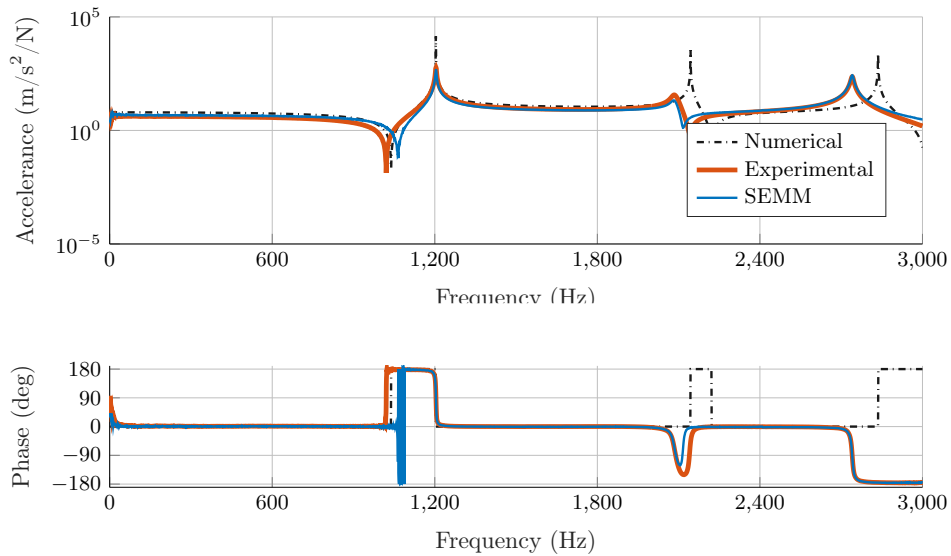 10^5
10^0
10^−5
Accelerance (m/s^2/N)
Numerical
Experimental
SEMM
0 600 1,200 1,800 2,400 3,000
Frequency (Hz)
180
90
0
−90
−180
Phase (deg)
0 600 1,200 1,800 2,400 3,000
Frequency (Hz)